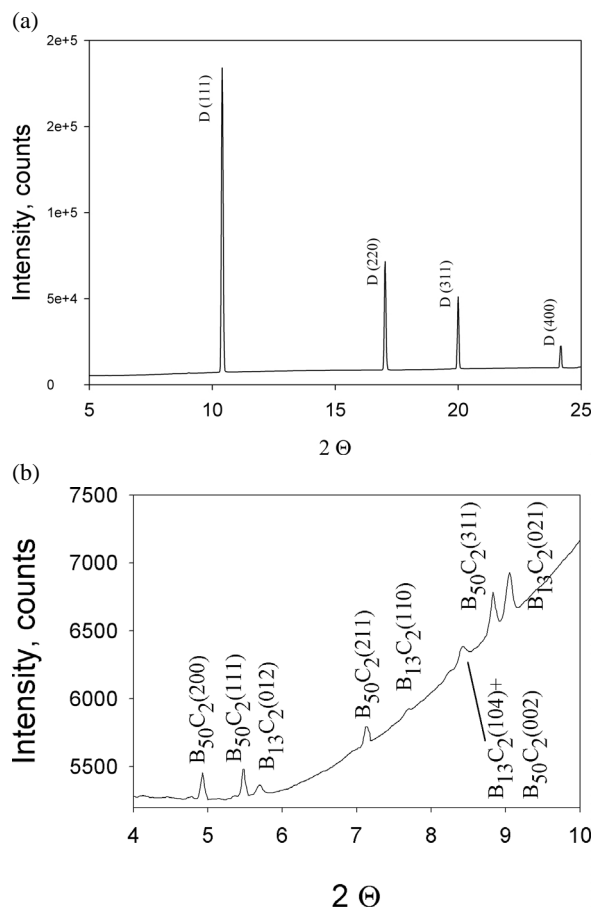 (a)
2e+5
2e+5
1e+5
5e+4
0
Intensity, counts
D (111)
D (220)
D (311)
D (400)
5 10 15 20 25
2 Θ
(b)
7500
7000
6500
6000
5500
Intensity, counts
B50C2(200)
B50C2(111)
B13C2(012)
B50C2(211)
B13C2(110)
B50C2(311)
B13C2(021)
B13C2(104)+
B50C2(002)
4 5 6 7 8 9 10
2 Θ